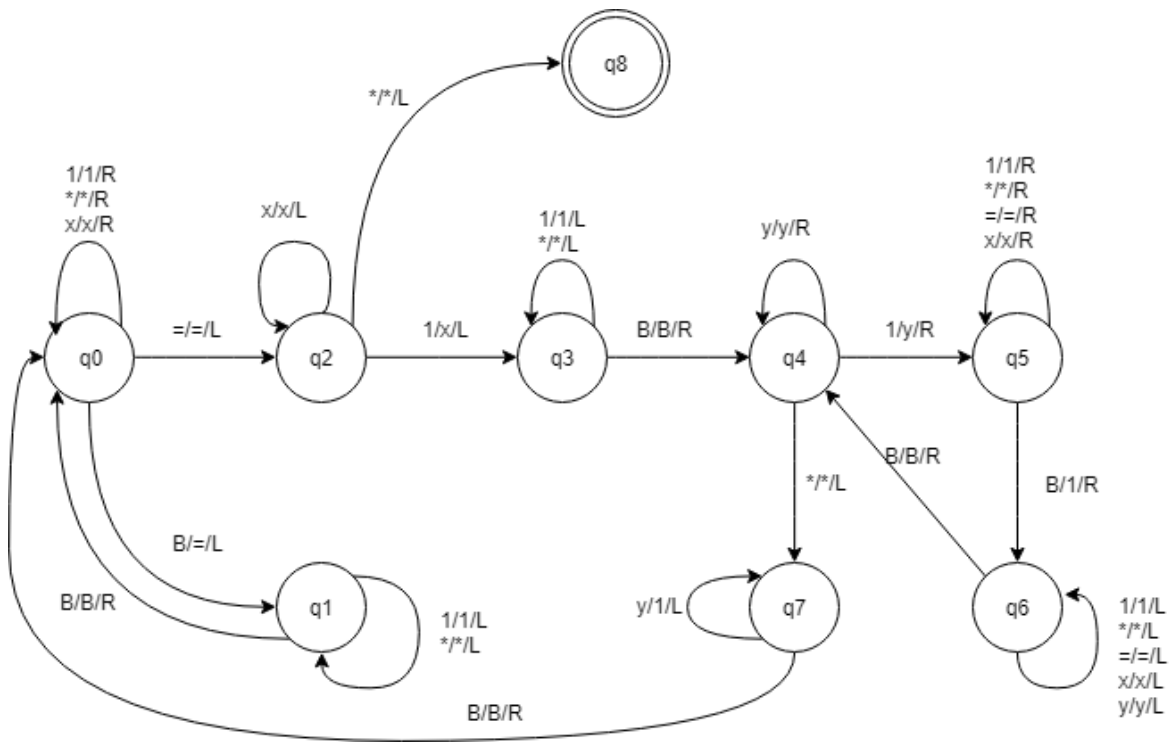 q8
*/*/L
1/1/R
*/*/R
x/x/R
x/x/L
1/1/L
*/*/L
y/y/R
1/1/R
*/*/R
=/=/R
x/x/R
q0
=/=/L
q2
1/x/L
q3
B/B/R
q4
1/y/R
q5
B/B/R
*/*/L
B/1/R
B/=/L
B/B/R
q1
1/1/L
*/*/L
y/1/L
q7
q6
1/1/L
*/*/L
=/=/L
x/x/L
y/y/L
B/B/R